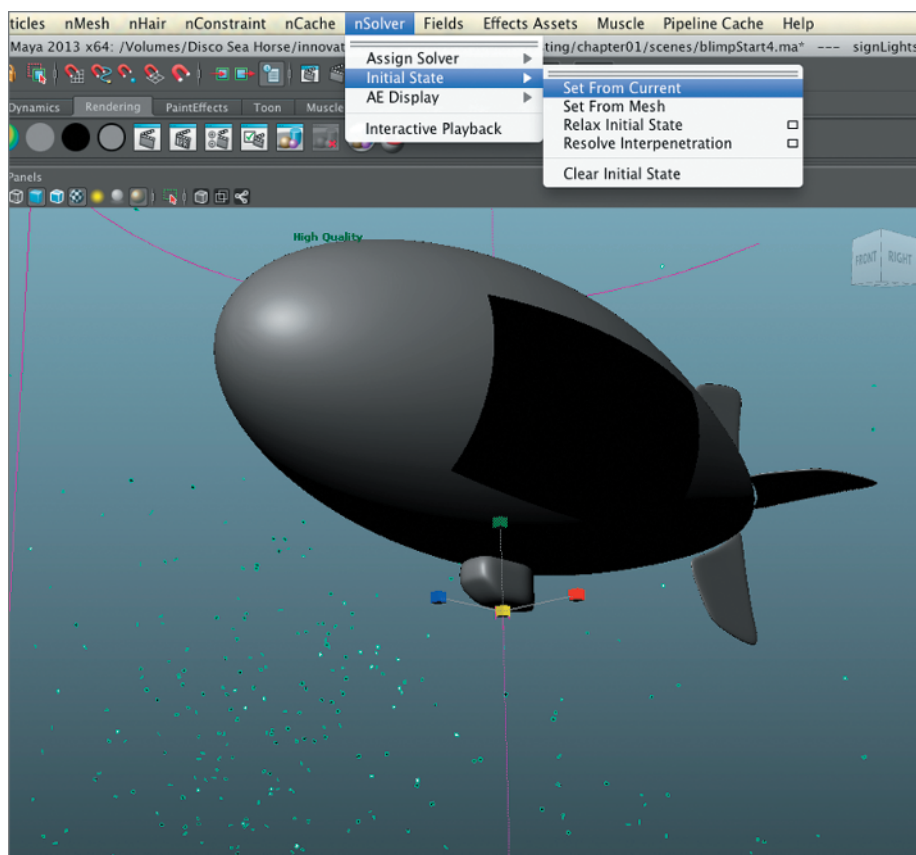 ticles nMesh nHair nConstraint nCache nSolver Fields Effects Assets Muscle Pipeline Cache Help
Maya 2013 x64: /Volumes/Disco Sea Horse/innovat ting/chapter01/scenes/blimpStart4.ma* --- signLights
Assign Solver
Initial State
AE Display
Interactive Playback
Set From Current
Set From Mesh
Relax Initial State
Resolve Interpenetration
Clear Initial State
Dynamics Rendering PaintEffects Toon Muscle
Panels
High Quality
FRONT RIGHT